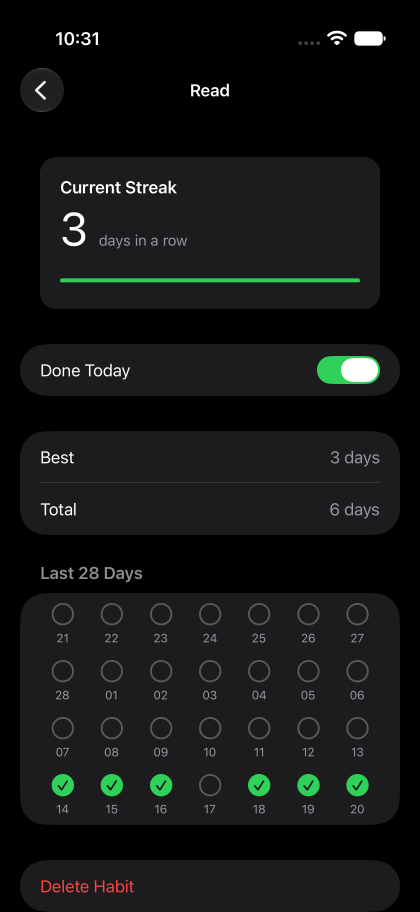 10:31
Read
Current Streak
3 days in a row
Done Today
Best 3 days
Total 6 days
Last 28 Days
21 22 23 24 25 26 27
28 01 02 03 04 05 06
07 08 09 10 11 12 13
14 15 16 17 18 19 20
Delete Habit